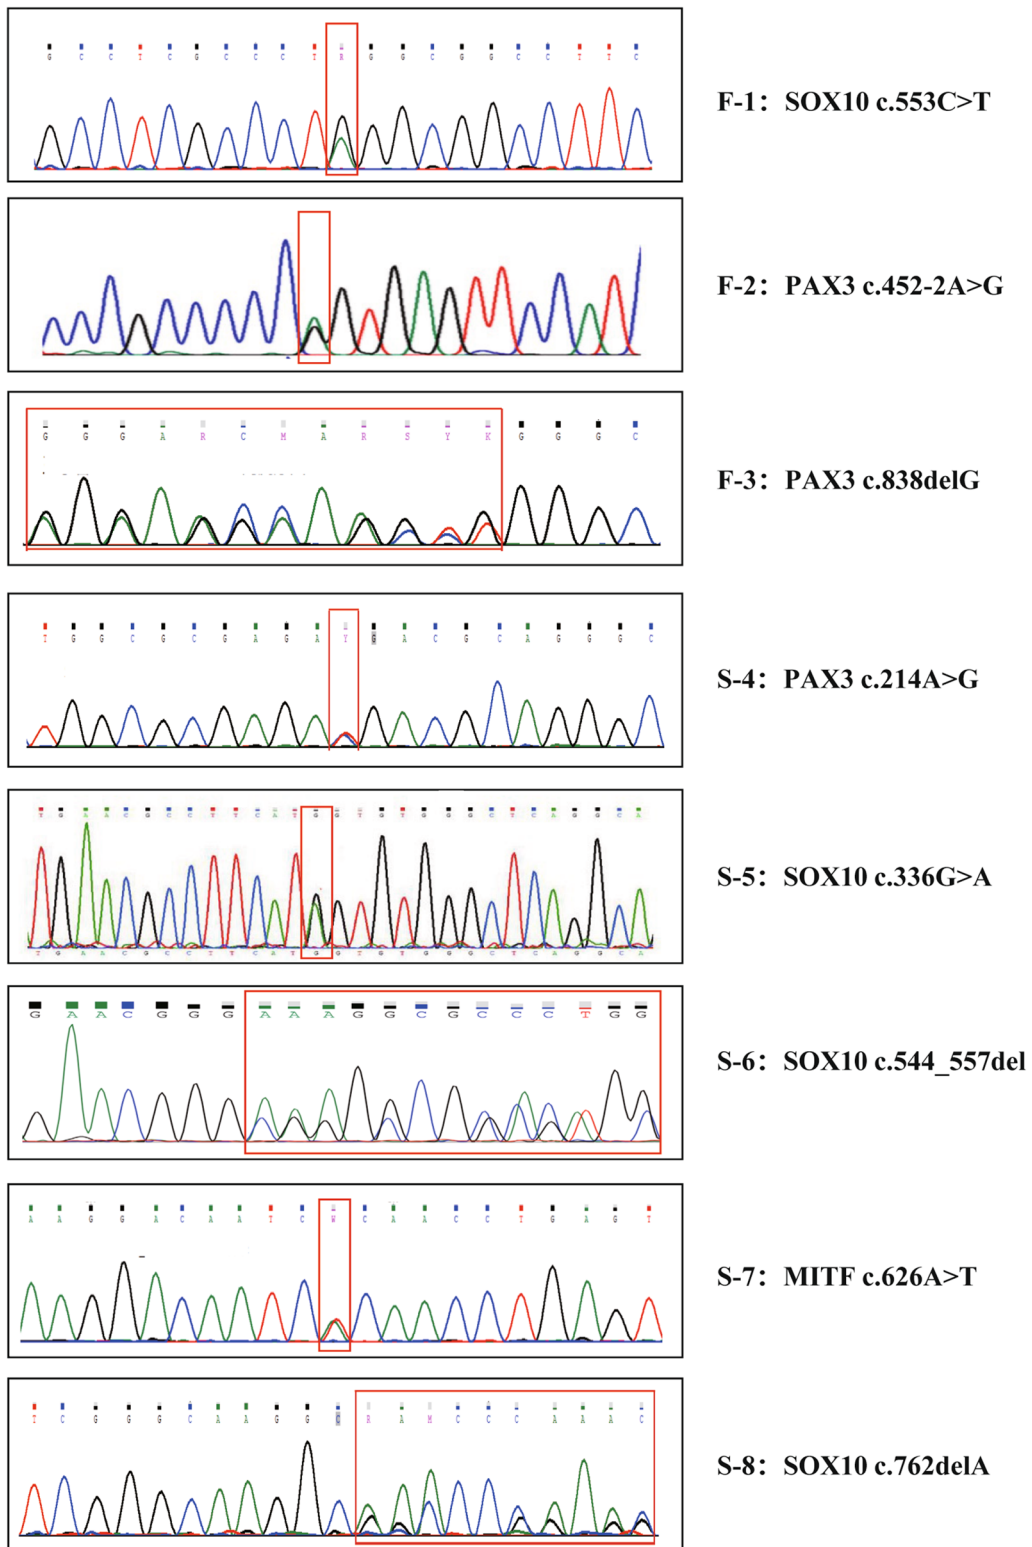 G C C T C G C C C T R G G C G G C C T T C
F-1: SOX10 c.553C>T
F-2: PAX3 c.452-2A>G
G G G A R C M A R S Y K G G G C
F-3: PAX3 c.838delG
T G G C G C G A G A Y G A C G C A G G G C
S-4: PAX3 c.214A>G
T G A A C G C C T T C A T G G T G T G G G C T C A G G C A
S-5: SOX10 c.336G>A
T G A A C G C C T T C A T G G T G T G G G C T C A G G C A
G A A C G G G A A A G G C G C C C T G G
S-6: SOX10 c.544_557del
A A G G A C A A T C W C A A C C T G A G T
S-7: MITF c.626A>T
T C G G G C A A G G C R A M C C C A A A C
S-8: SOX10 c.762delA